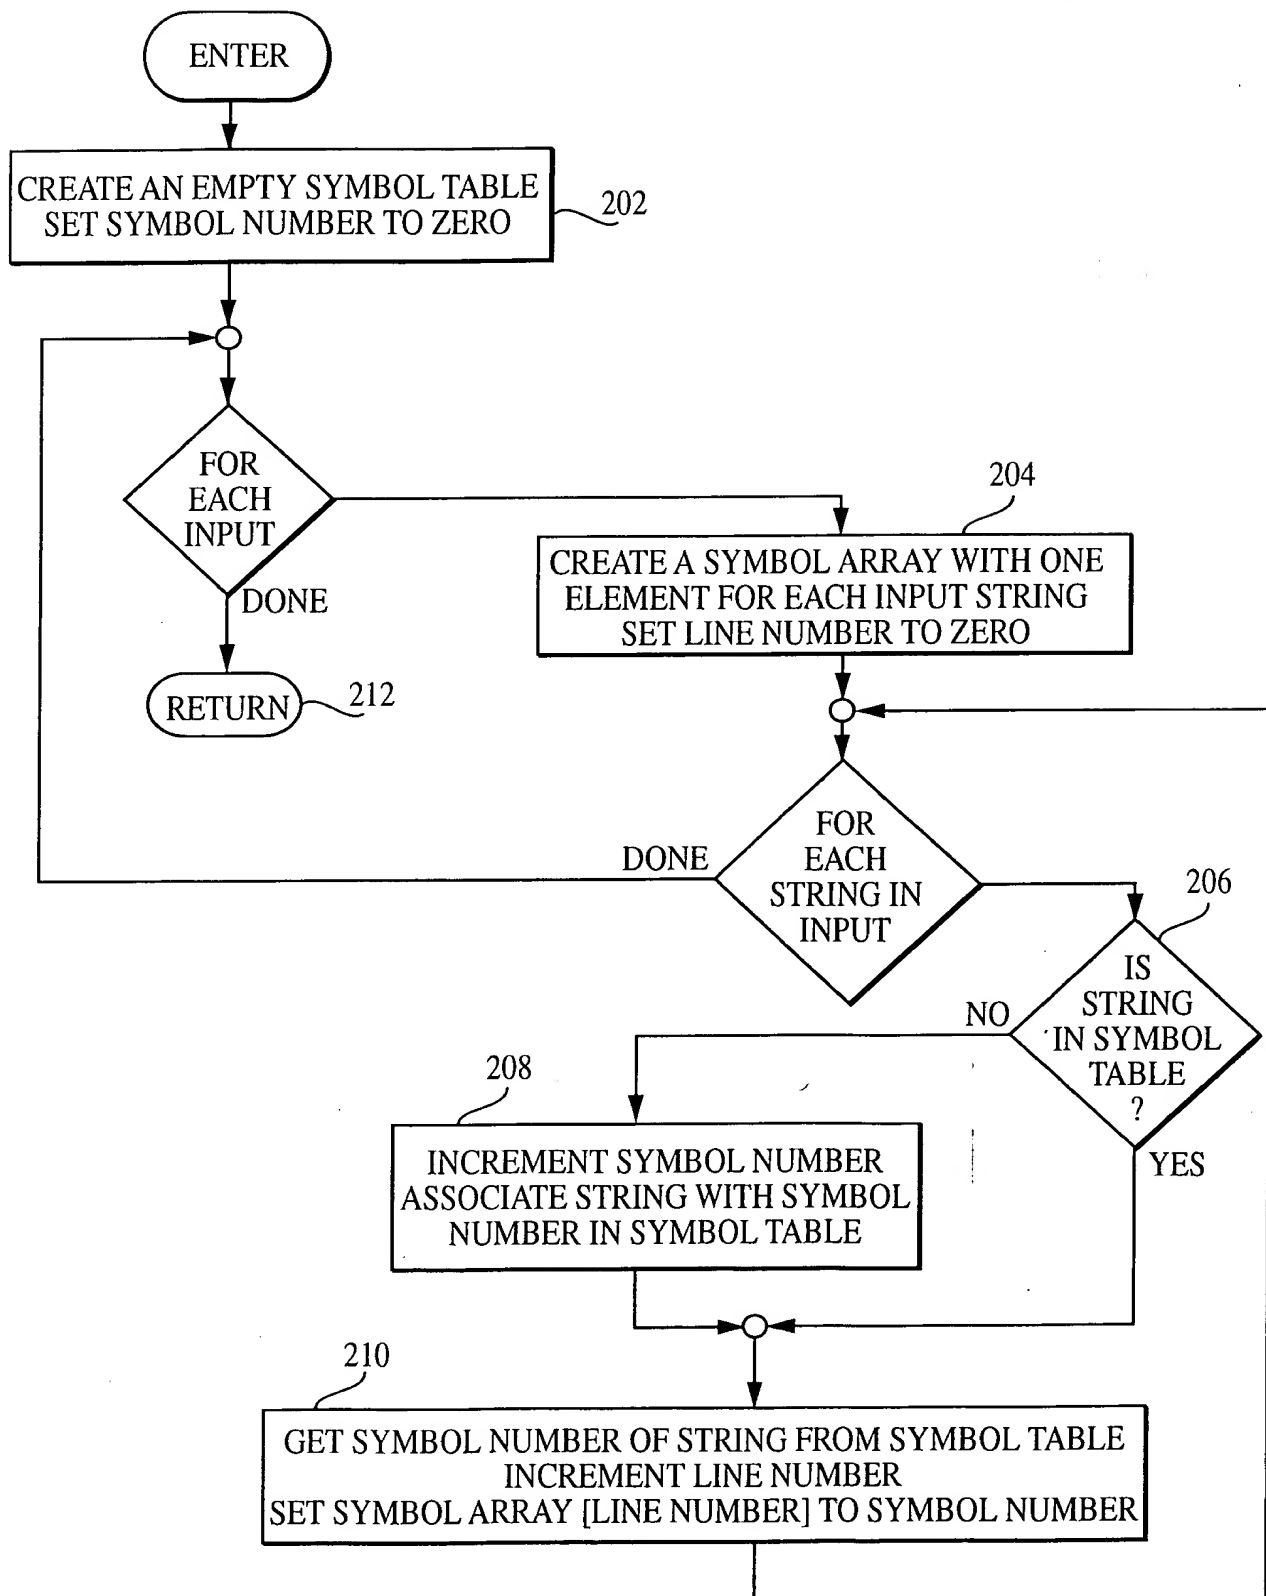 ENTER
CREATE AN EMPTY SYMBOL TABLE
SET SYMBOL NUMBER TO ZERO
202
FOR
EACH
INPUT
DONE
RETURN
212
204
CREATE A SYMBOL ARRAY WITH ONE
ELEMENT FOR EACH INPUT STRING
SET LINE NUMBER TO ZERO
FOR
EACH
STRING IN
INPUT
DONE
206
IS
STRING
IN SYMBOL
TABLE
?
NO
YES
208
INCREMENT SYMBOL NUMBER
ASSOCIATE STRING WITH SYMBOL
NUMBER IN SYMBOL TABLE
210
GET SYMBOL NUMBER OF STRING FROM SYMBOL TABLE
INCREMENT LINE NUMBER
SET SYMBOL ARRAY [LINE NUMBER] TO SYMBOL NUMBER